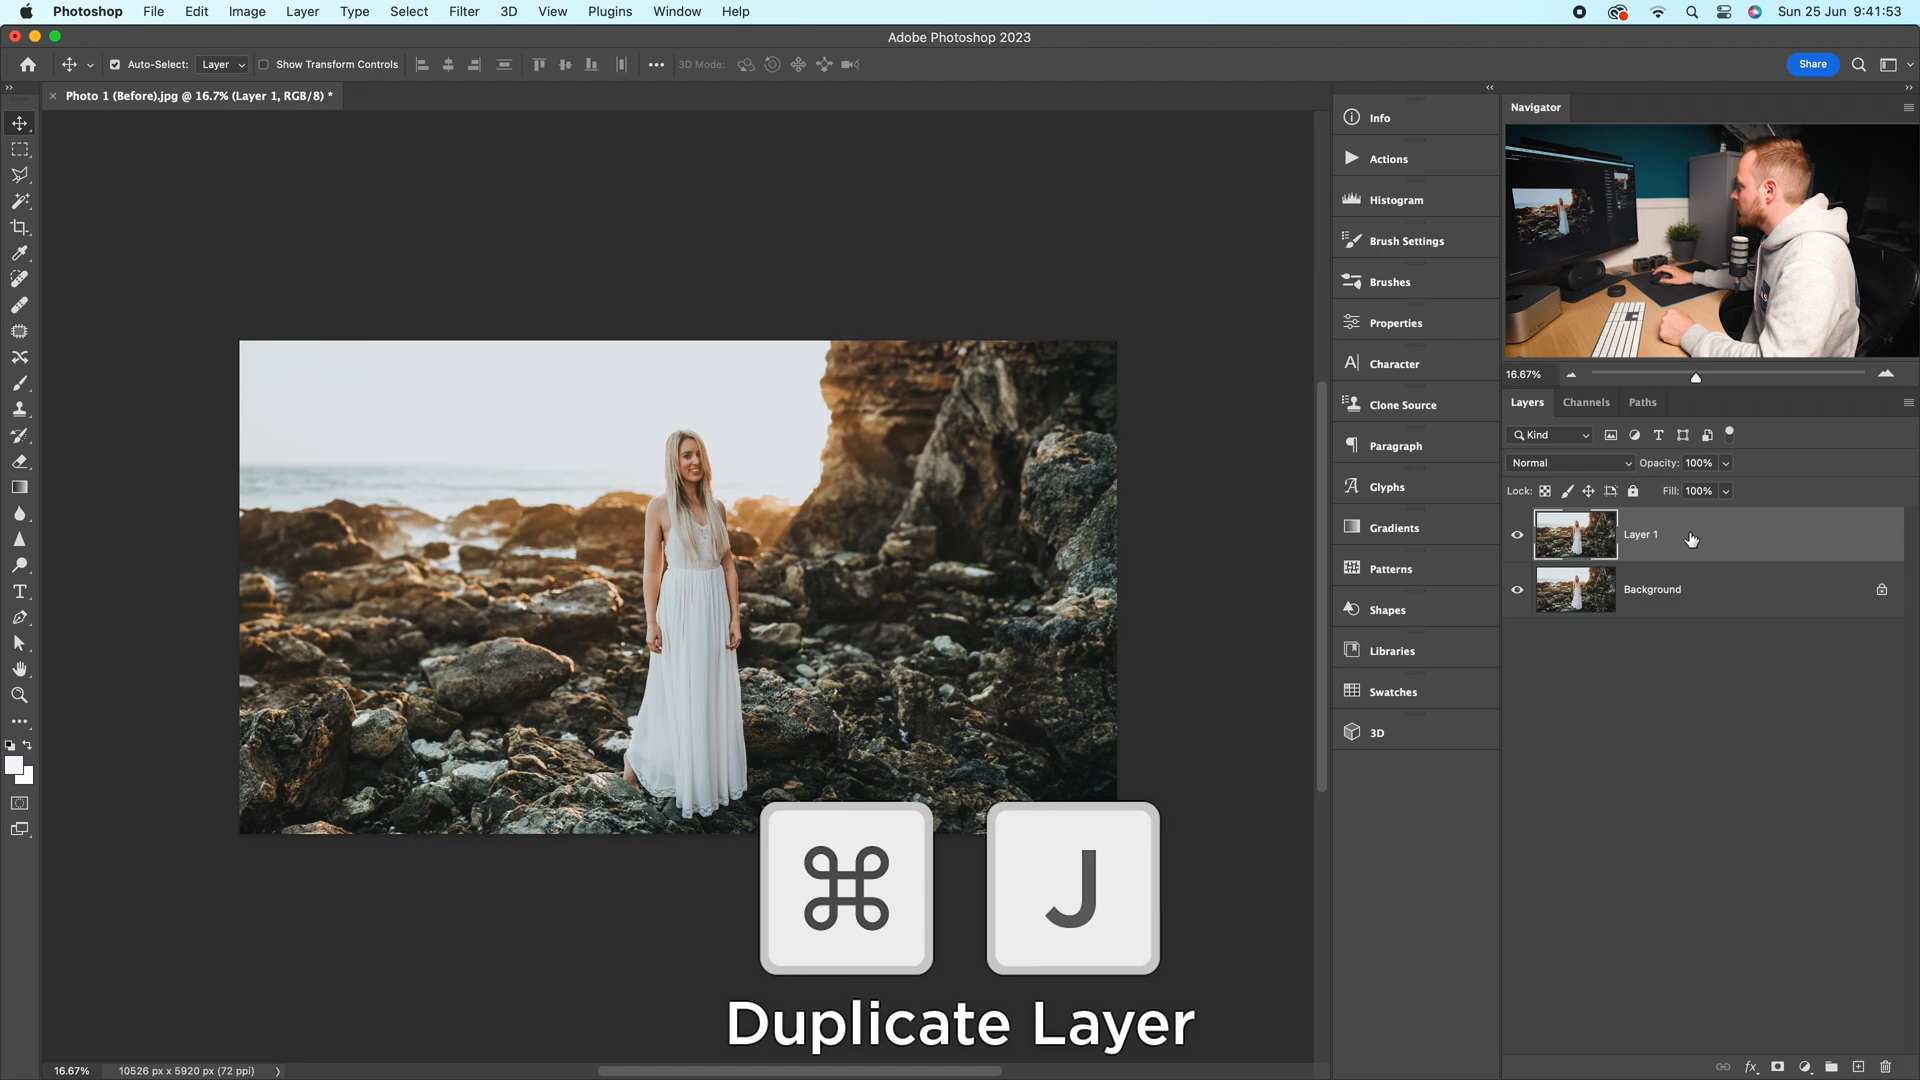 Photoshop File Edit Image Layer Type Select Filter 3D View Plugins Window Help Sun 25 Jun 9:41:53
Adobe Photoshop 2023
Auto-Select: Layer Show Transform Controls 3D Mode: Share
Photo 1 (Before).jpg @ 16.7% (Layer 1, RGB/8) *
Info
Actions
Histogram
Brush Settings
Brushes
Properties
Character
Clone Source
Paragraph
Glyphs
Gradients
Patterns
Shapes
Libraries
Swatches
3D
Navigator
16.67%
Layers Channels Paths
Kind
Normal Opacity: 100%
Lock: Fill: 100%
Layer 1
Background
⌘ J
Duplicate Layer
16.67% 10526 px x 5920 px (72 ppi)